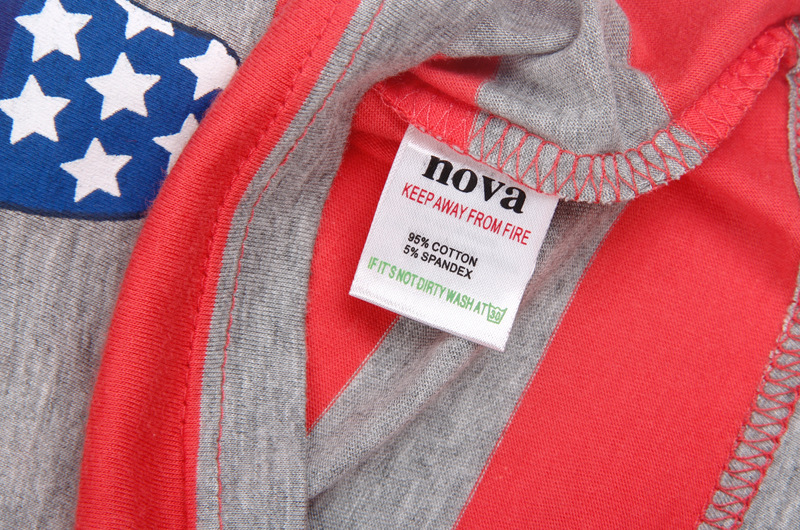 nova
KEEP AWAY FROM FIRE
95% COTTON
5% SPANDEX
IF IT'S NOT DIRTY WASH AT 30